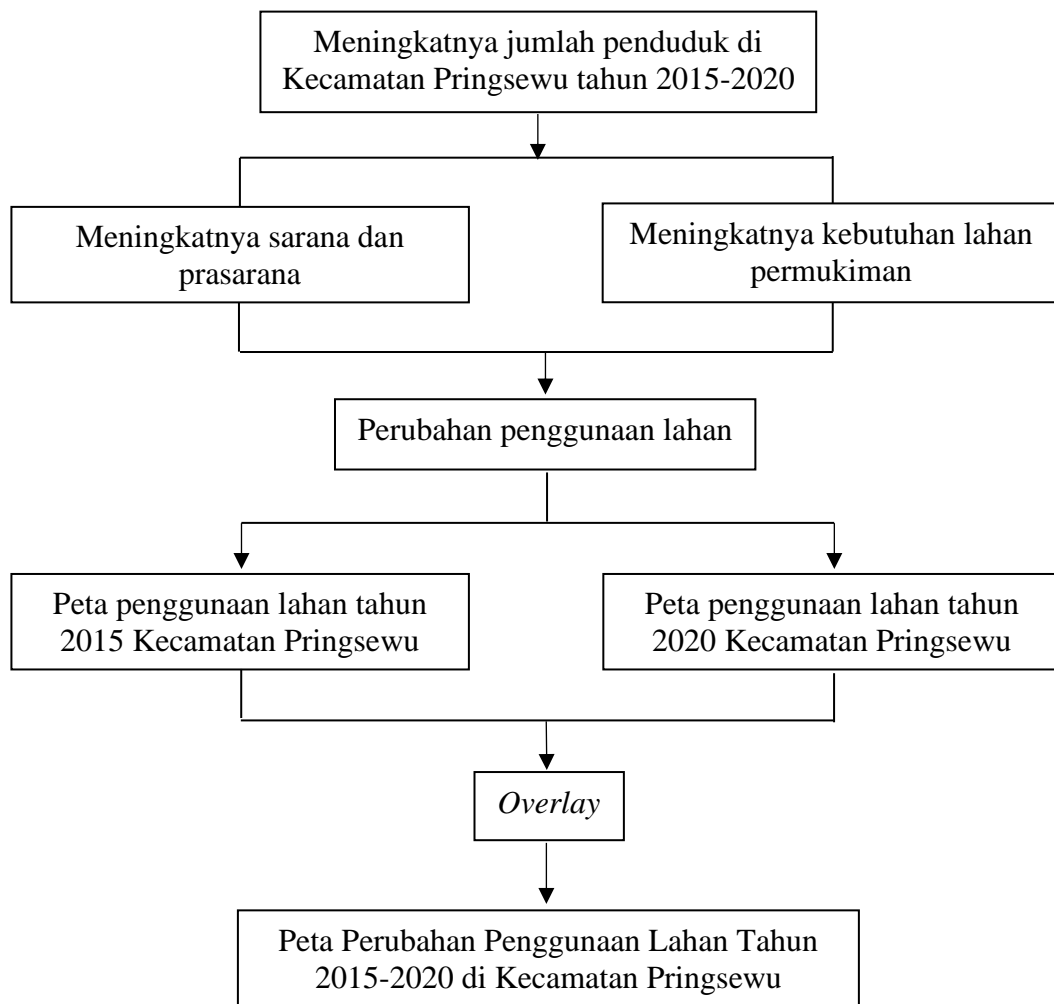 Meningkatnya jumlah penduduk di
Kecamatan Pringsewu tahun 2015-2020
Meningkatnya sarana dan
prasarana
Meningkatnya kebutuhan lahan
permukiman
Perubahan penggunaan lahan
Peta penggunaan lahan tahun
2015 Kecamatan Pringsewu
Peta penggunaan lahan tahun
2020 Kecamatan Pringsewu
Overlay
Peta Perubahan Penggunaan Lahan Tahun
2015-2020 di Kecamatan Pringsewu